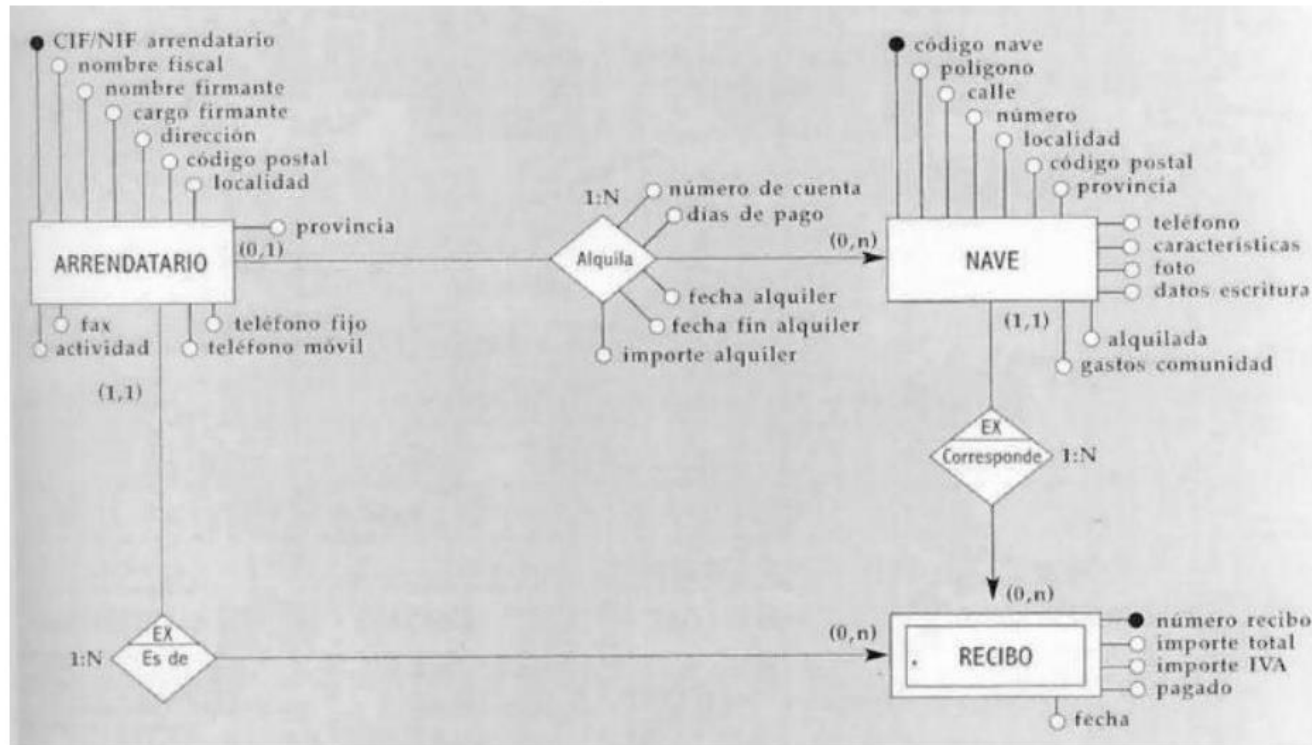 CIF/NIF arrendatario
nombre fiscal
nombre firmante
cargo firmante
dirección
código postal
localidad
provincia
(0,1)
ARRENDATARIO
fax
actividad
teléfono fijo
teléfono móvil
(1,1)
1:N
número de cuenta
días de pago
Alquila
(0,n)
fecha alquiler
fecha fin alquiler
importe alquiler
código nave
poligono
calle
número
localidad
código postal
provincia
teléfono
características
foto
datos escritura
NAVE
(1,1)
alquilada
gastos comunidad
EX
Corresponde
1:N
(0,n)
EX
Es de
1:N
(0,n)
RECIBO
número recibo
importe total
importe IVA
pagado
fecha